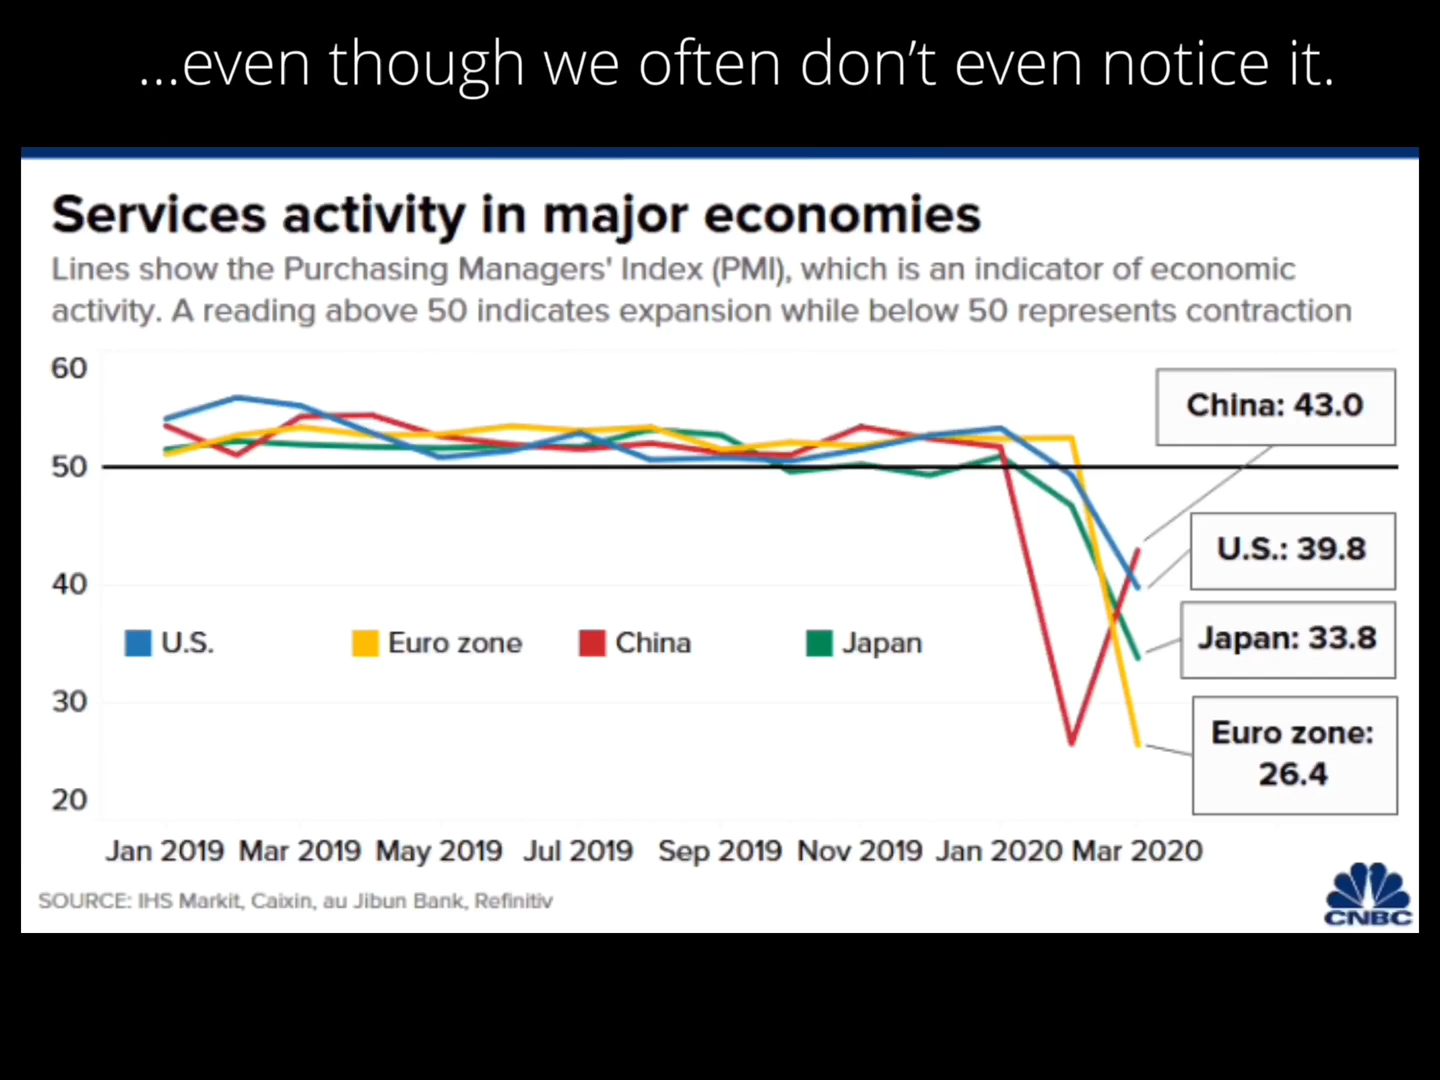 ...even though we often don't even notice it.
Services activity in major economies
Lines show the Purchasing Managers' Index (PMI), which is an indicator of economic
activity. A reading above 50 indicates expansion while below 50 represents contraction
60
50
40
30
20
China: 43.0
U.S.: 39.8
Japan: 33.8
Euro zone:
26.4
U.S. Euro zone China Japan
Jan 2019 Mar 2019 May 2019 Jul 2019 Sep 2019 Nov 2019 Jan 2020 Mar 2020
SOURCE: IHS Markit, Caixin, au Jibun Bank, Refinitiv
CNBC